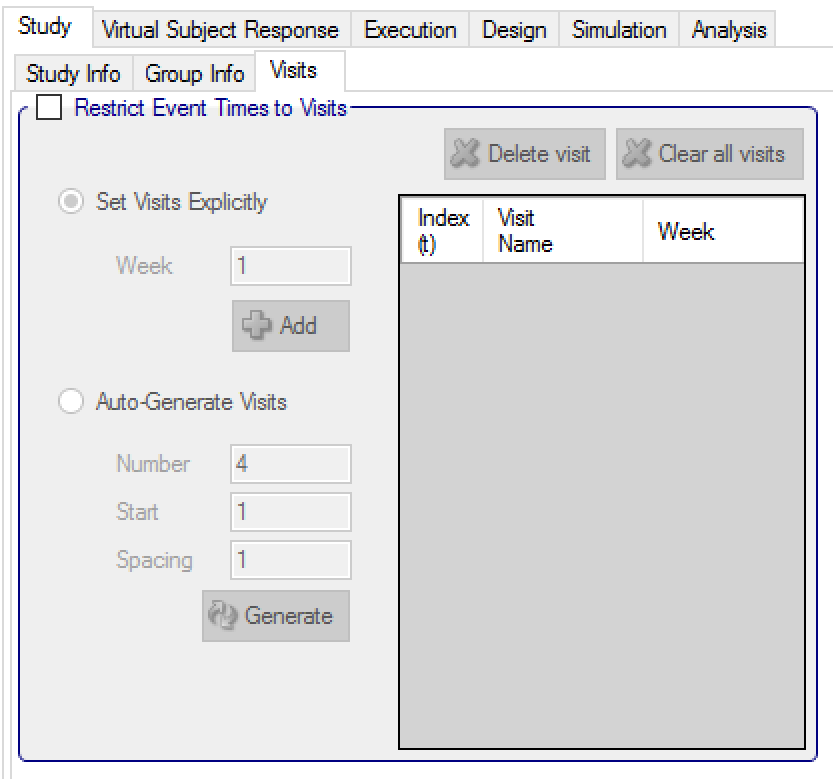 Study Virtual Subject Response Execution Design Simulation Analysis
Study Info Group Info Visits
Restrict Event Times to Visits
Delete visit Clear all visits
Set Visits Explicitly
Week 1
Add
Auto-Generate Visits
Number 4
Start 1
Spacing 1
Generate
Index Visit Week
(t) Name